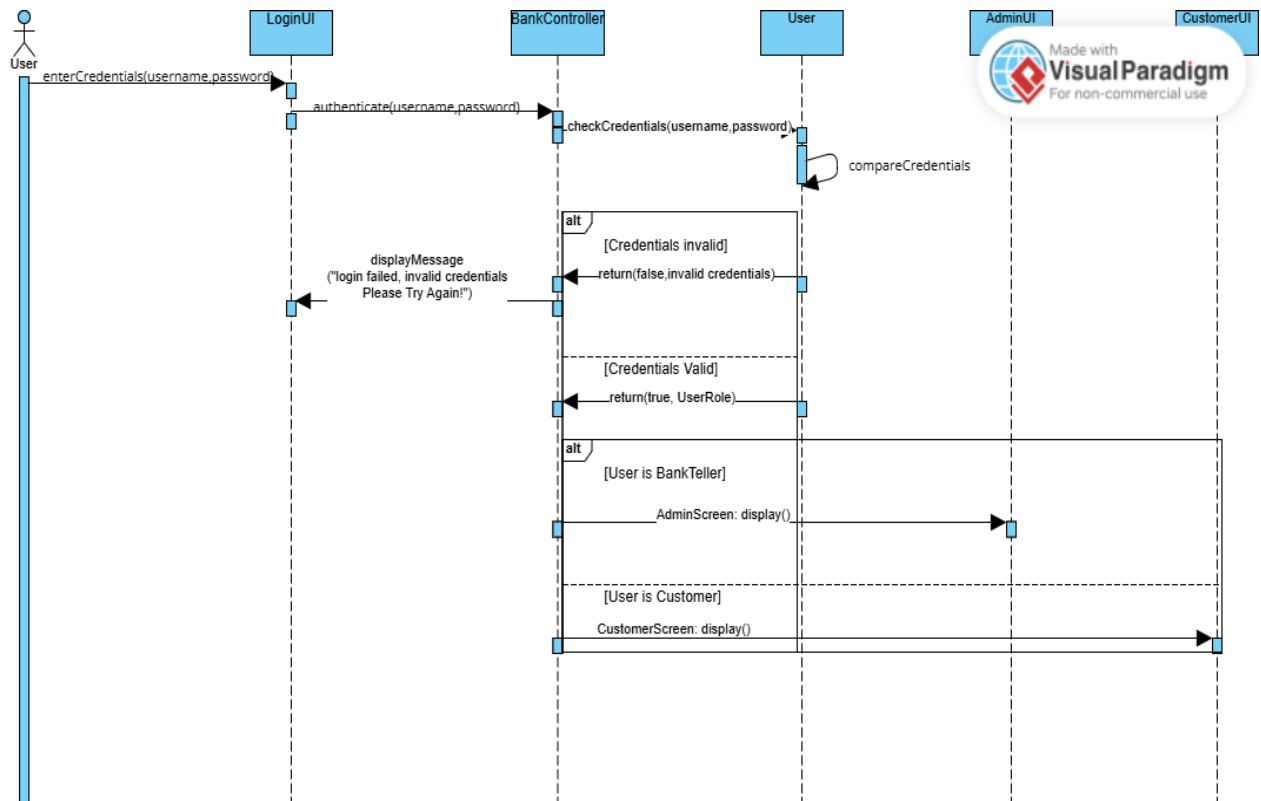 LoginUI
BankController
User
AdminUI
CustomerUI
User
Made with
Visual Paradigm
For non-commercial use
enterCredentials(username,password)
authenticate(username,password)
checkCredentials(username,password)
compareCredentials
alt
[Credentials invalid]
return(false,invalid credentials)
displayMessage
("login failed, invalid credentials
Please Try Again!")
[Credentials Valid]
return(true, UserRole)
alt
[User is BankTeller]
AdminScreen: display()
[User is Customer]
CustomerScreen: display()